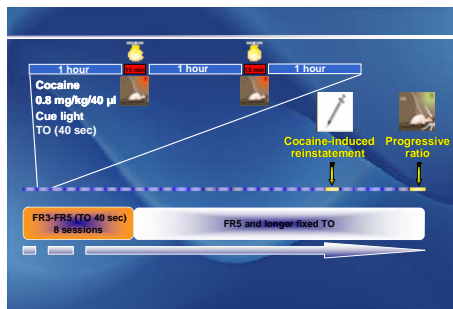 1 hour
15 min
1 hour
15 min
1 hour
Cocaine
0.8 mg/kg/40 µl
Cue light
TO (40 sec)
Cocaine-induced
reinstatement
Progressive
ratio
FR3-FR5 (TO 40 sec)
8 sessions
FR5 and longer fixed TO